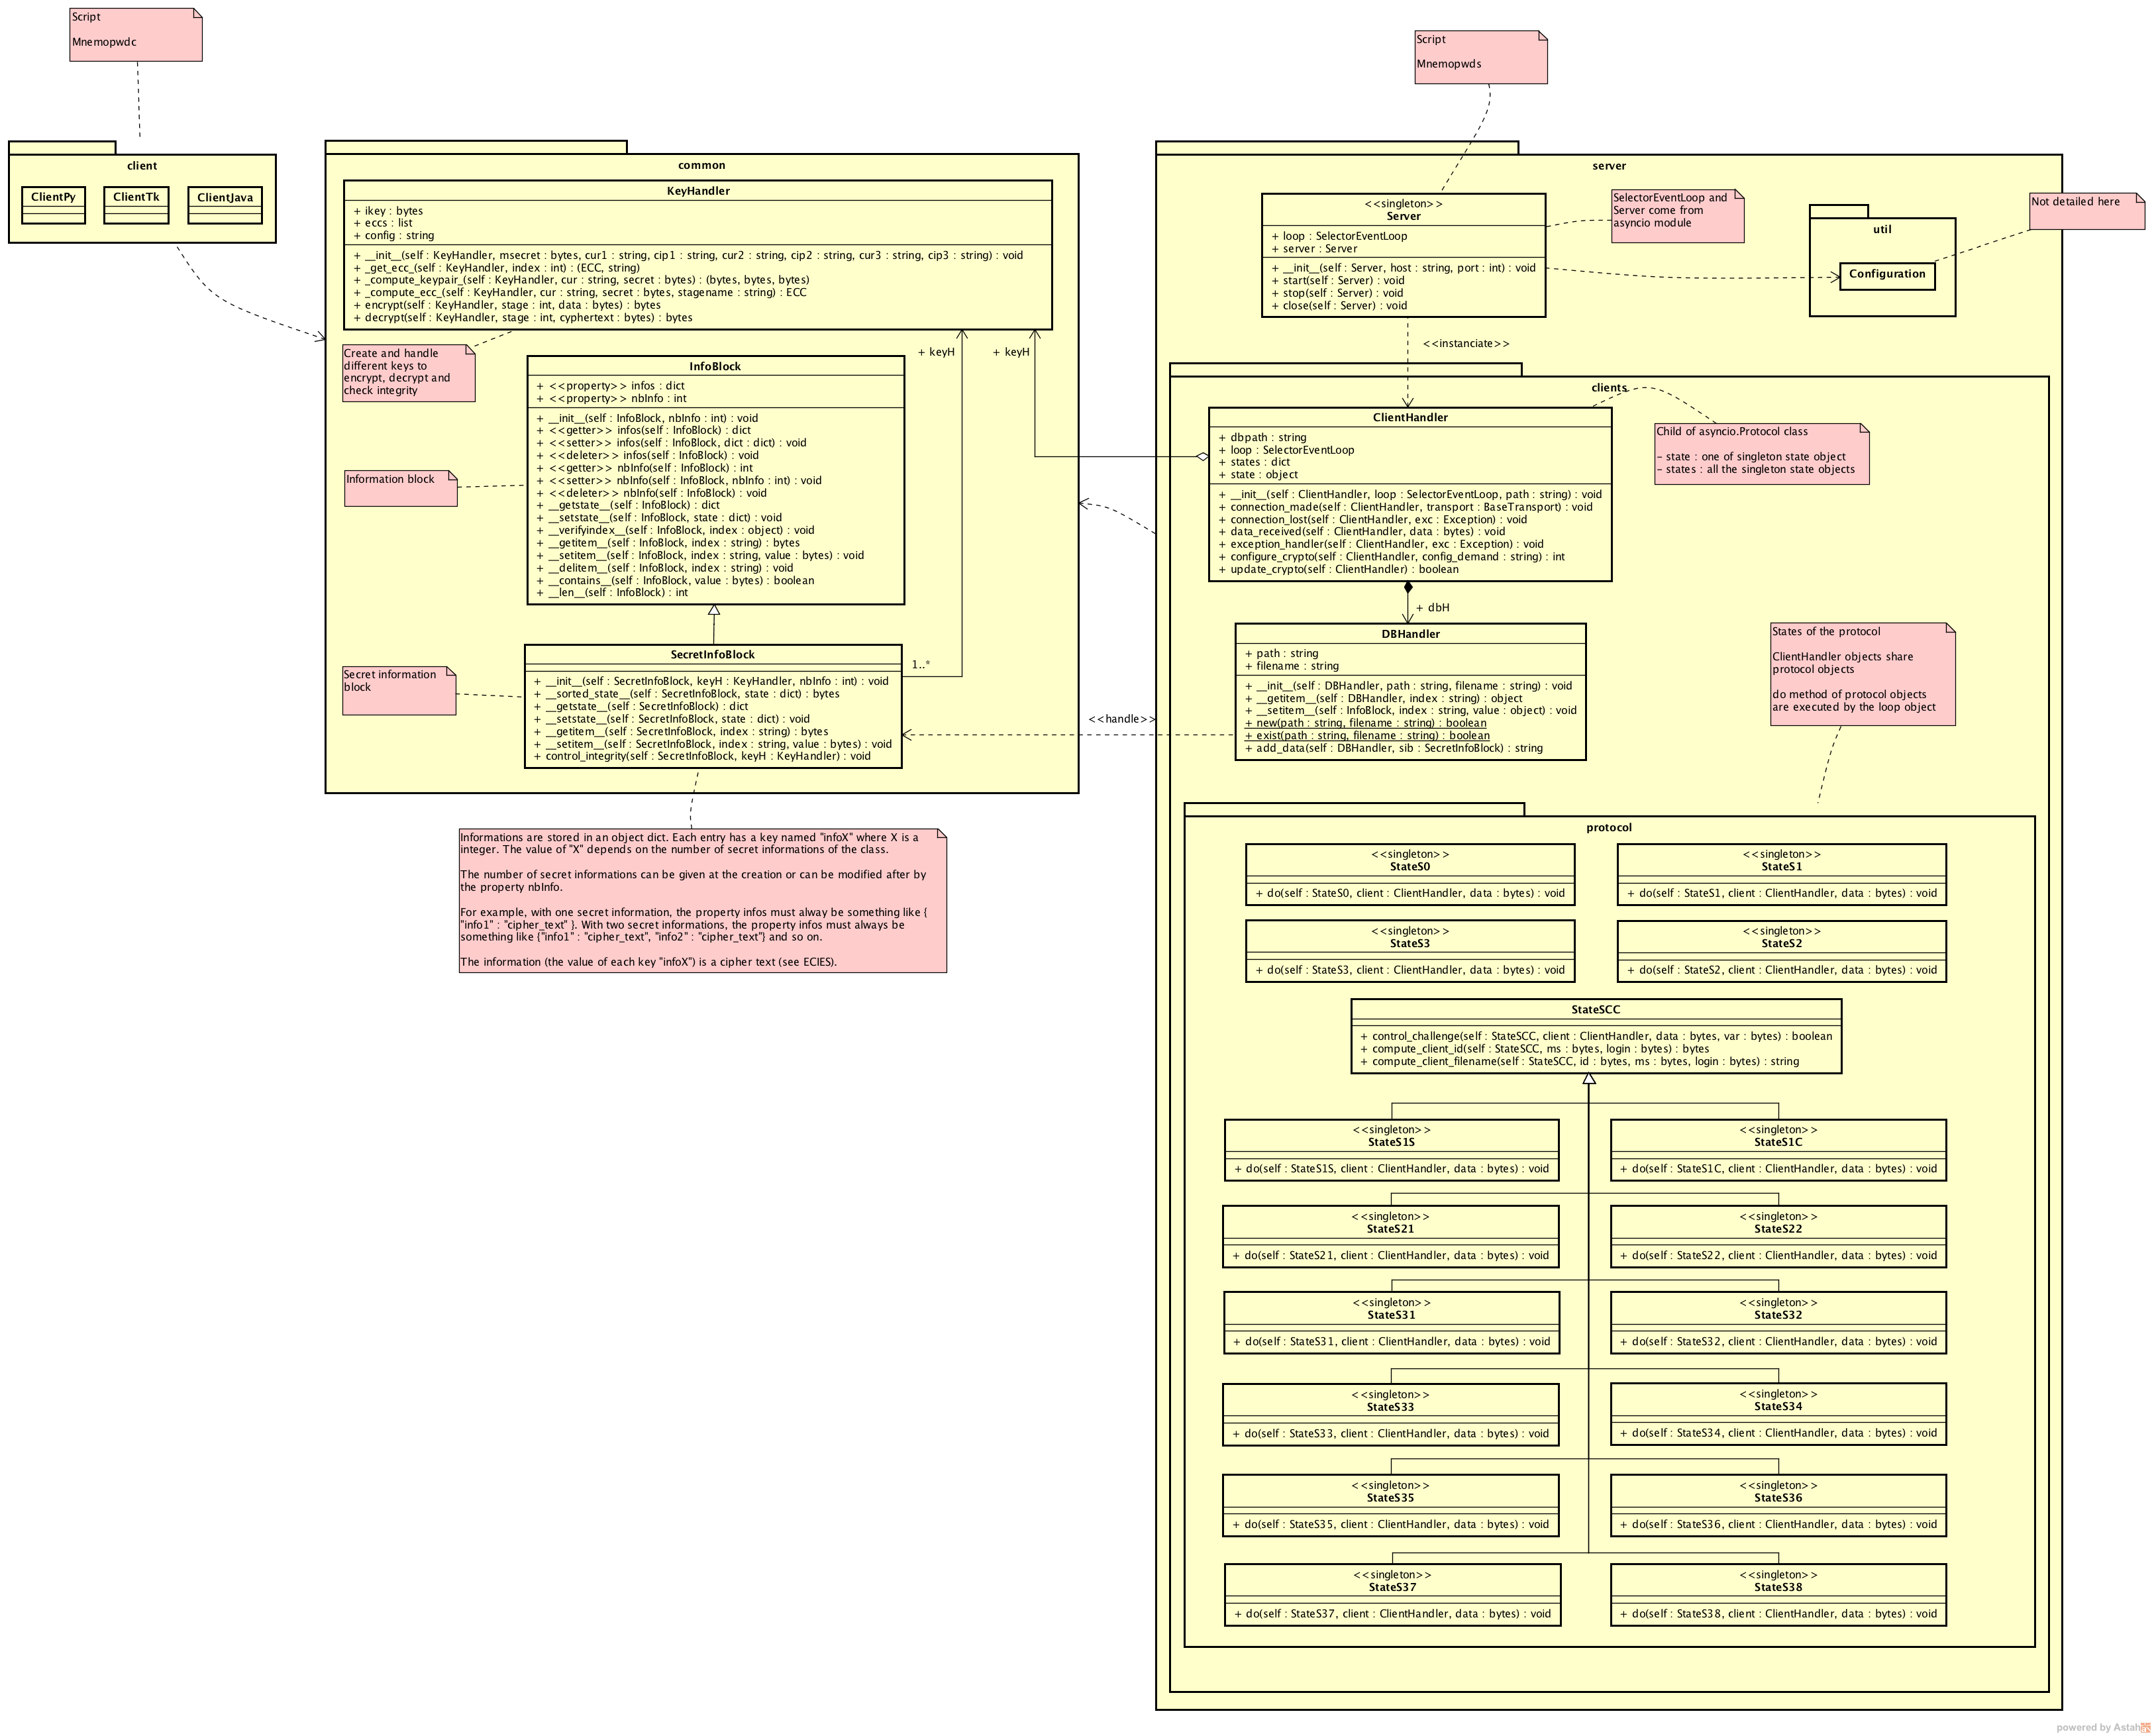 Script
Mnemopwdc
client
ClientPy
ClientTk
ClientJava
common
KeyHandler
+ ikey : bytes
+ eccs : list
+ config : string
+ __init__(self : KeyHandler, msecret : bytes, cur1 : string, cip1 : string, cur2 : string, cip2 : string, cur3 : string, cip3 : string) : void
+ _get_ecc_(self : KeyHandler, index : int) : (ECC, string)
+ _compute_keypair_(self : KeyHandler, cur : string, secret : bytes) : (bytes, bytes, bytes)
+ _compute_ecc_(self : KeyHandler, cur : string, secret : bytes, stagename : string) : ECC
+ encrypt(self : KeyHandler, stage : int, data : bytes) : bytes
+ decrypt(self : KeyHandler, stage : int, cyphertext : bytes) : bytes
Create and handle
different keys to
encrypt, decrypt and
check integrity
+ keyH
+ keyH
InfoBlock
+ <<property>> infos : dict
+ <<property>> nbInfo : int
+ __init__(self : InfoBlock, nbInfo : int) : void
+ <<getter>> infos(self : InfoBlock) : dict
+ <<setter>> infos(self : InfoBlock, dict : dict) : void
+ <<deleter>> infos(self : InfoBlock) : void
+ <<getter>> nbInfo(self : InfoBlock) : int
+ <<setter>> nbInfo(self : InfoBlock, nbInfo : int) : void
+ <<deleter>> nbInfo(self : InfoBlock) : void
+ __getstate__(self : InfoBlock) : dict
+ __setstate__(self : InfoBlock, state : dict) : void
+ __verifyindex__(self : InfoBlock, index : object) : void
+ __getitem__(self : InfoBlock, index : string) : bytes
+ __setitem__(self : InfoBlock, index : string, value : bytes) : void
+ __delitem__(self : InfoBlock, index : string) : void
+ __contains__(self : InfoBlock, value : bytes) : boolean
+ __len__(self : InfoBlock) : int
Information block
SecretInfoBlock
+ __init__(self : SecretInfoBlock, keyH : KeyHandler, nbInfo : int) : void
+ __sorted_state__(self : SecretInfoBlock, state : dict) : bytes
+ __getstate__(self : SecretInfoBlock) : dict
+ __setstate__(self : SecretInfoBlock, state : dict) : void
+ __getitem__(self : SecretInfoBlock, index : string) : bytes
+ __setitem__(self : SecretInfoBlock, index : string, value : bytes) : void
+ control_integrity(self : SecretInfoBlock, keyH : KeyHandler) : void
1..*
Secret information
block
<<handle>>
Informations are stored in an object dict. Each entry has a key named "infoX" where X is a
integer. The value of "X" depends on the number of secret informations of the class.
The number of secret informations can be given at the creation or can be modified after by
the property nbInfo.
For example, with one secret information, the property infos must alway be something like {
"info1" : "cipher_text" }. With two secret informations, the property infos must always be
something like {"info1" : "cipher_text", "info2" : "cipher_text"} and so on.
The information (the value of each key "infoX") is a cipher text (see ECIES).
Script
Mnemopwds
server
<<singleton>>
Server
+ loop : SelectorEventLoop
+ server : Server
+ __init__(self : Server, host : string, port : int) : void
+ start(self : Server) : void
+ stop(self : Server) : void
+ close(self : Server) : void
SelectorEventLoop and
Server come from
asyncio module
util
Configuration
Not detailed here
<<instanciate>>
clients
ClientHandler
+ dbpath : string
+ loop : SelectorEventLoop
+ states : dict
+ state : object
+ __init__(self : ClientHandler, loop : SelectorEventLoop, path : string) : void
+ connection_made(self : ClientHandler, transport : BaseTransport) : void
+ connection_lost(self : ClientHandler, exc : Exception) : void
+ data_received(self : ClientHandler, data : bytes) : void
+ exception_handler(self : ClientHandler, exc : Exception) : void
+ configure_crypto(self : ClientHandler, config_demand : string) : int
+ update_crypto(self : ClientHandler) : boolean
Child of asyncio.Protocol class
– state : one of singleton state object
– states : all the singleton state objects
+ dbH
DBHandler
+ path : string
+ filename : string
+ __init__(self : DBHandler, path : string, filename : string) : void
+ __getitem__(self : DBHandler, index : string) : object
+ __setitem__(self : InfoBlock, index : string, value : object) : void
+ new(path : string, filename : string) : boolean
+ exist(path : string, filename : string) : boolean
+ add_data(self : DBHandler, sib : SecretInfoBlock) : string
States of the protocol
ClientHandler objects share
protocol objects
do method of protocol objects
are executed by the loop object
protocol
<<singleton>>
StateS0
+ do(self : StateS0, client : ClientHandler, data : bytes) : void
<<singleton>>
StateS1
+ do(self : StateS1, client : ClientHandler, data : bytes) : void
<<singleton>>
StateS3
+ do(self : StateS3, client : ClientHandler, data : bytes) : void
<<singleton>>
StateS2
+ do(self : StateS2, client : ClientHandler, data : bytes) : void
StateSCC
+ control_challenge(self : StateSCC, client : ClientHandler, data : bytes, var : bytes) : boolean
+ compute_client_id(self : StateSCC, ms : bytes, login : bytes) : bytes
+ compute_client_filename(self : StateSCC, id : bytes, ms : bytes, login : bytes) : string
<<singleton>>
StateS1S
+ do(self : StateS1S, client : ClientHandler, data : bytes) : void
<<singleton>>
StateS1C
+ do(self : StateS1C, client : ClientHandler, data : bytes) : void
<<singleton>>
StateS21
+ do(self : StateS21, client : ClientHandler, data : bytes) : void
<<singleton>>
StateS22
+ do(self : StateS22, client : ClientHandler, data : bytes) : void
<<singleton>>
StateS31
+ do(self : StateS31, client : ClientHandler, data : bytes) : void
<<singleton>>
StateS32
+ do(self : StateS32, client : ClientHandler, data : bytes) : void
<<singleton>>
StateS33
+ do(self : StateS33, client : ClientHandler, data : bytes) : void
<<singleton>>
StateS34
+ do(self : StateS34, client : ClientHandler, data : bytes) : void
<<singleton>>
StateS35
+ do(self : StateS35, client : ClientHandler, data : bytes) : void
<<singleton>>
StateS36
+ do(self : StateS36, client : ClientHandler, data : bytes) : void
<<singleton>>
StateS37
+ do(self : StateS37, client : ClientHandler, data : bytes) : void
<<singleton>>
StateS38
+ do(self : StateS38, client : ClientHandler, data : bytes) : void
powered by Astah